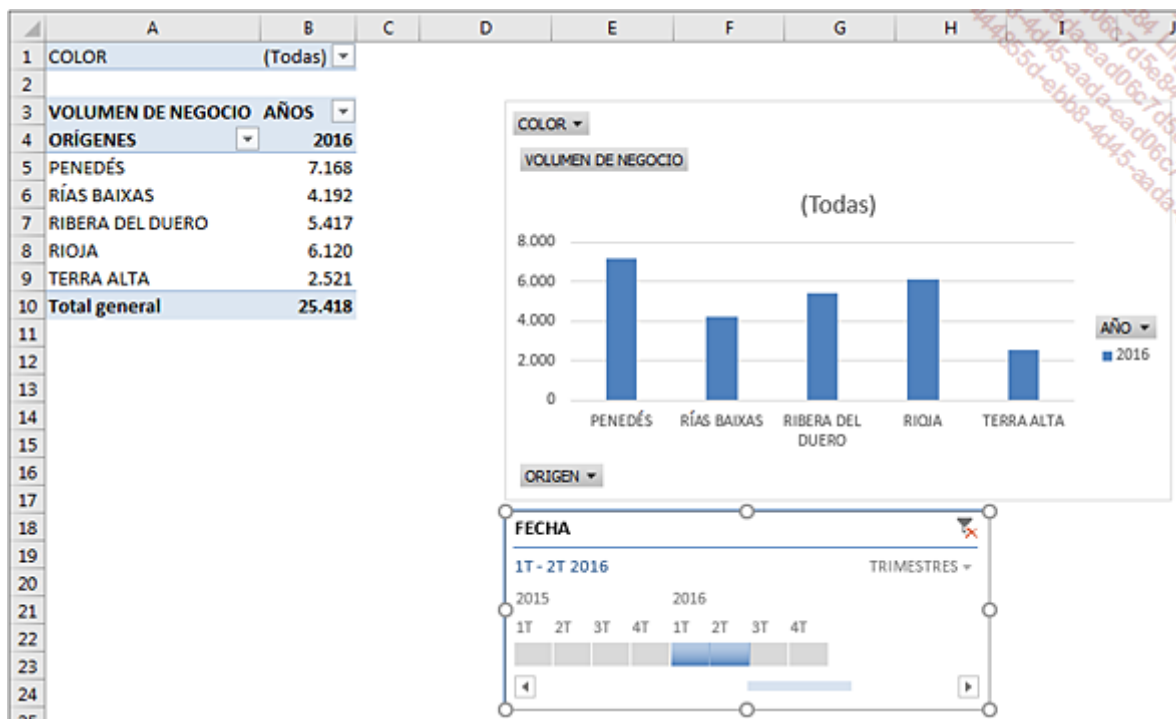 A B C D E F G H I J
1 COLOR (Todas)
2
3 VOLUMEN DE NEGOCIO AÑOS
4 ORÍGENES 2016
5 PENEDÉS 7.168
6 RÍAS BAIXAS 4.192
7 RIBERA DEL DUERO 5.417
8 RIOJA 6.120
9 TERRA ALTA 2.521
10 Total general 25.418
11
12
13
14
15
16
17
18
19
20
21
22
23
24
25
COLOR
VOLUMEN DE NEGOCIO
(Todas)
8.000
6.000
4.000
2.000
0
PENEDÉS RÍAS BAIXAS RIBERA DEL DUERO RIOJA TERRA ALTA
AÑO
2016
ORIGEN
FECHA
1T - 2T 2016 TRIMESTRES
2015 2016
1T 2T 3T 4T 1T 2T 3T 4T